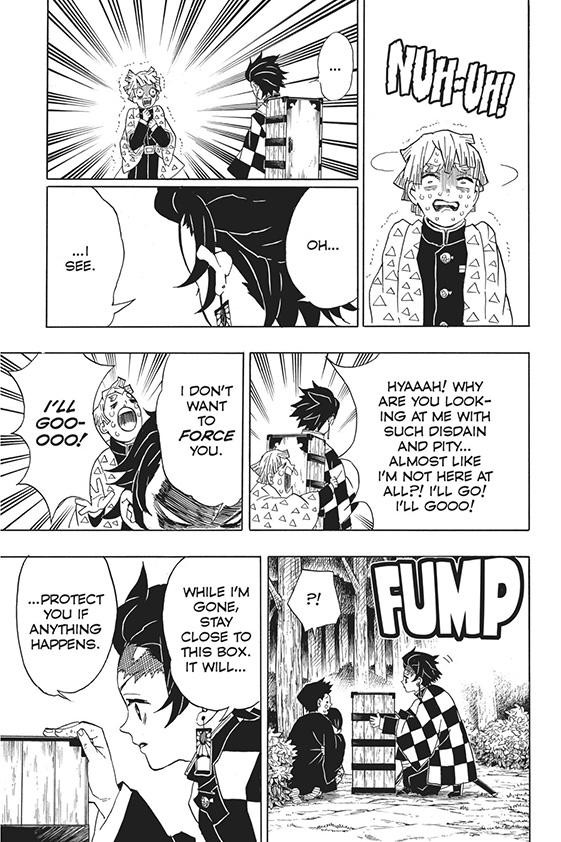 NUH-UH!
...
OH...
...I
SEE.
HYAAAH! WHY
ARE YOU LOOK-
ING AT ME WITH
SUCH DISDAIN
AND PITY...
ALMOST LIKE
I'M NOT HERE AT
ALL?! I'LL GO!
I'LL GOOO!
I DON'T
WANT
TO
FORCE
YOU.
I'LL
GOO-
OOO!
FUMP
?!
WHILE I'M
GONE,
STAY
CLOSE TO
THIS BOX.
IT WILL...
...PROTECT
YOU IF
ANYTHING
HAPPENS.